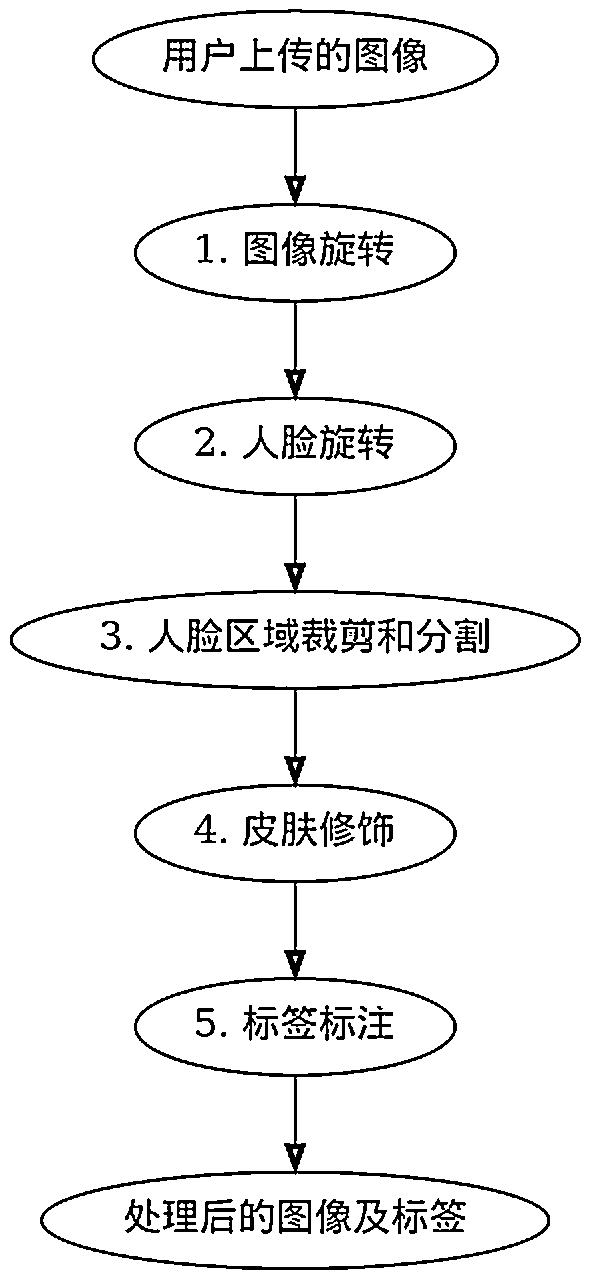 用户上传的图像
1. 图像旋转
2. 人脸旋转
3. 人脸区域裁剪和分割
4. 皮肤修饰
5. 标签标注
处理后的图像及标签